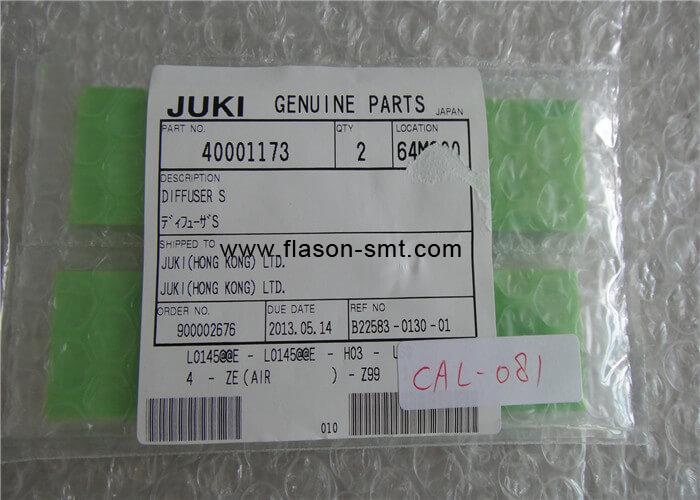 JUKI GENUINE PARTS JAPAN
PART NO. QTY LOCATION
40001173 2
DESCRIPTION
DIFFUSER S
ディフューザS
SHIPPED TO
www.flason-smt.com
JUKI(HONG KONG) LTD.
JUKI(HONG KONG) LTD.
ORDER NO. DUE DATE REF NO
900002676 2013.05.14 B22583-0130-01
L0145@@E - L0145@@E - H03 -
4 - ZE(AIR ) - Z99
CAL-081
010